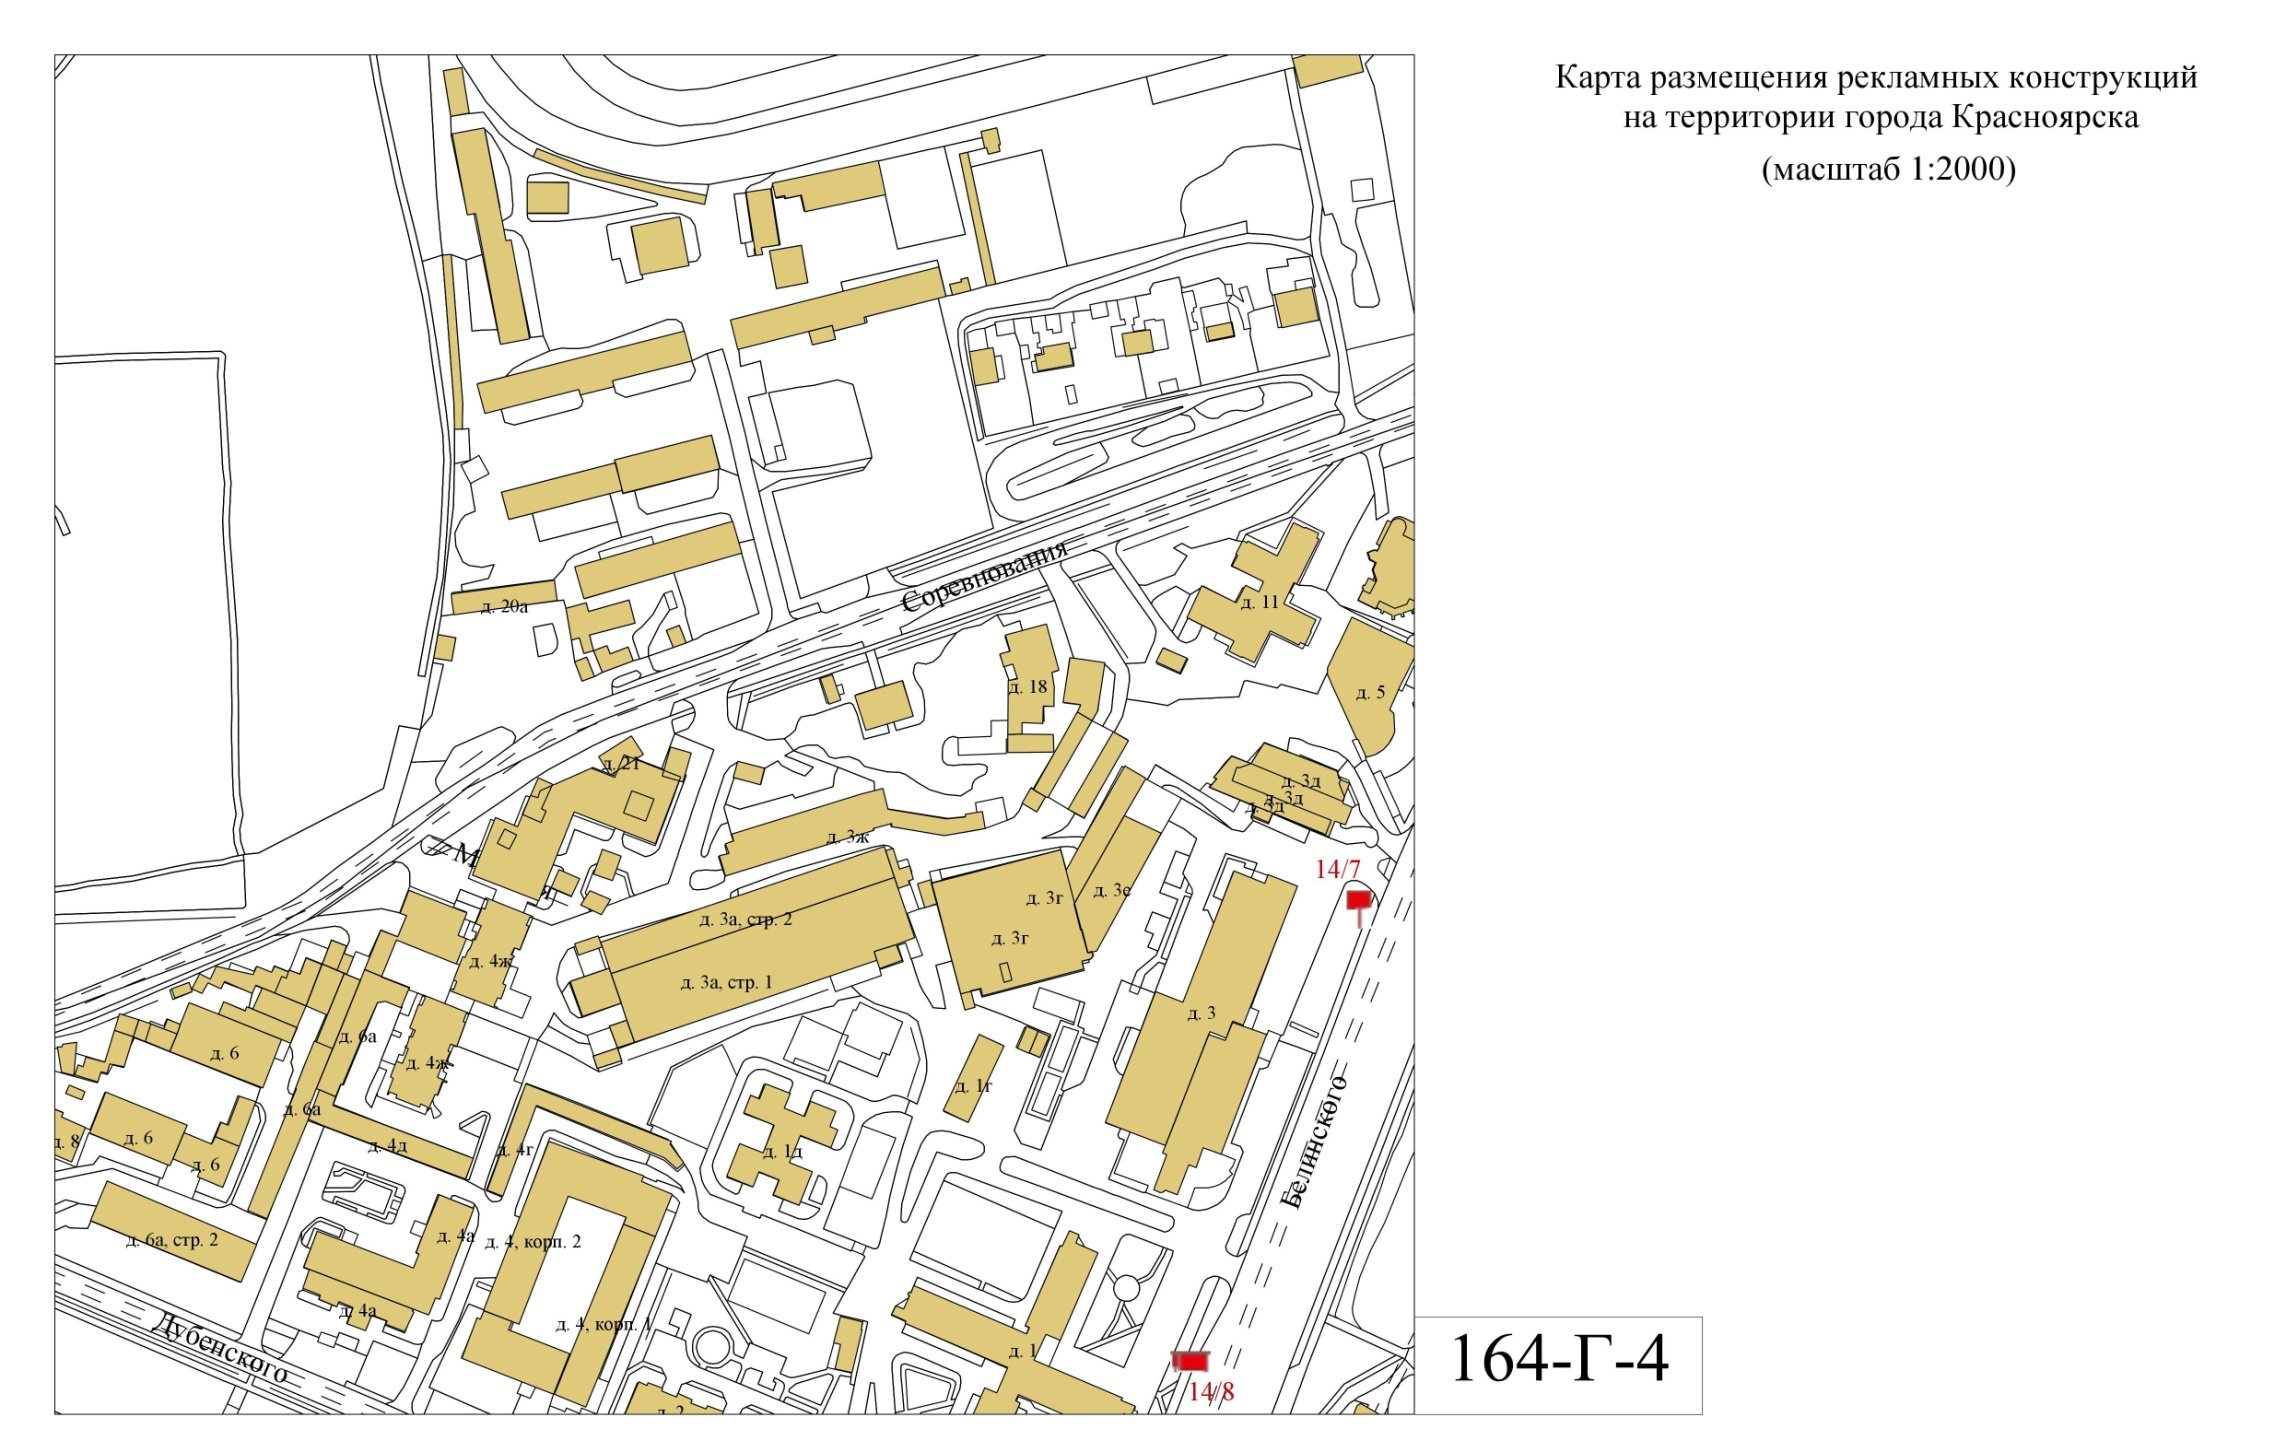 Карта размещения рекламных конструкций
на территории города Красноярска
(масштаб 1:2000)
Соревнования
д. 20а
д. 11
д. 18
д. 5
д. 21
д. 3д
д. 3д
д. 3д
д. 3ж
14/7
д. 3е
д. 3г
д. 3а, стр. 2
д. 3г
д. 4ж
д. 3а, стр. 1
д. 3
д. 6а
д. 6
д. 4ж
д. 1г
д. 6а
д. 6
д. 8
д. 4д
д. 4г
д. 1д
Белинского
д. 6
д. 4а
д. 6а, стр. 2
д. 4, корп. 2
д. 4а
д. 4, корп. 1
Дубенского
д. 1
164-Г-4
14/8
д. 2